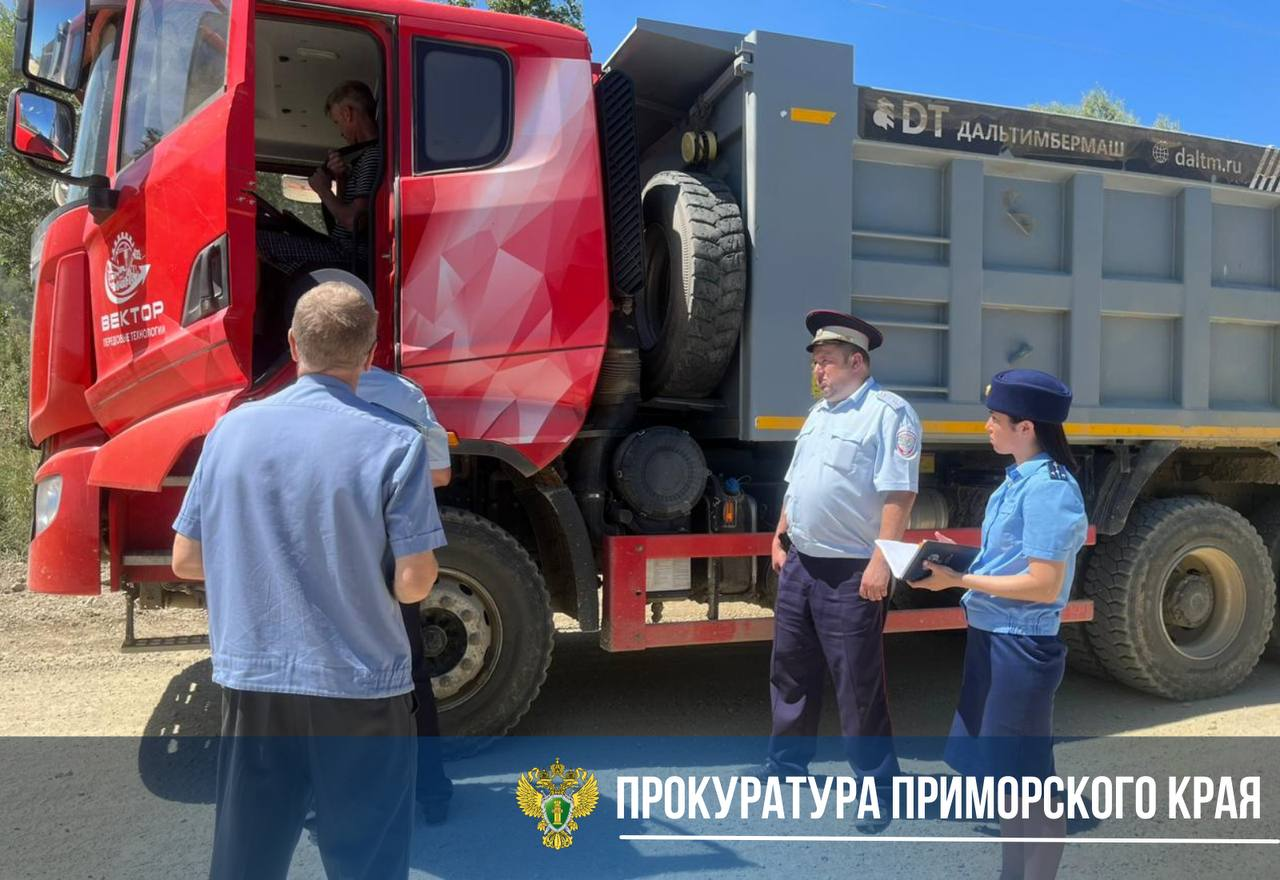 DT ДАЛЬТИМБЕРМАШ daltm.ru
ВЕКТОР
ПЕРЕДОВЫЕ ТЕХНОЛОГИИ
ПРОКУРАТУРА ПРИМОРСКОГО КРАЯ